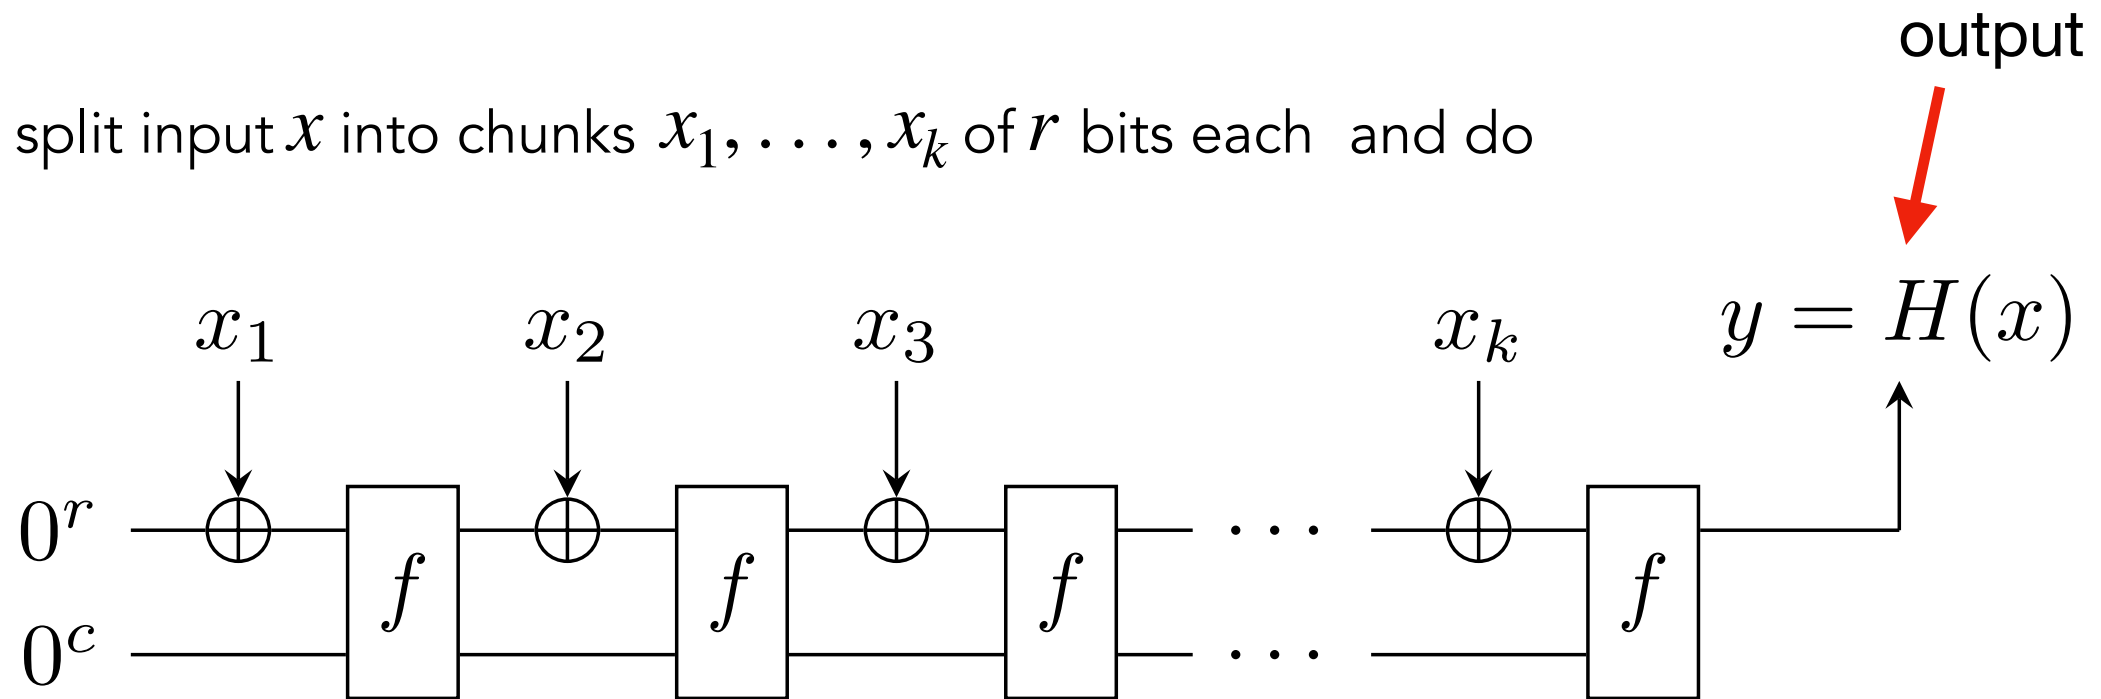 output
split input x into chunks x₁, . . . , xₖ of r bits each and do
x₁ x₂ x₃ xₖ y = H(x)
0ʳ ⊕ f ⊕ f ⊕ f · · · ⊕ f
0ᶜ · · ·